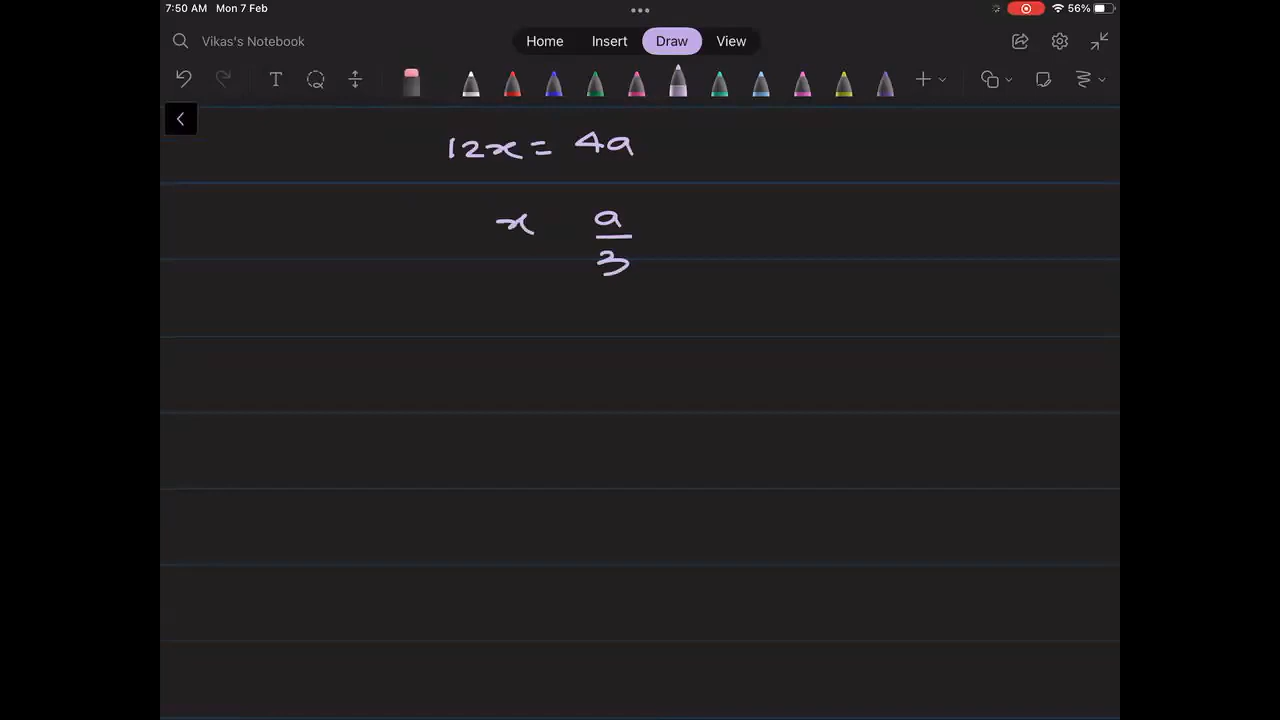 7:50 AM Mon 7 Feb
56%
Vikas's Notebook
Home Insert Draw View
12x = 4a
x a/3